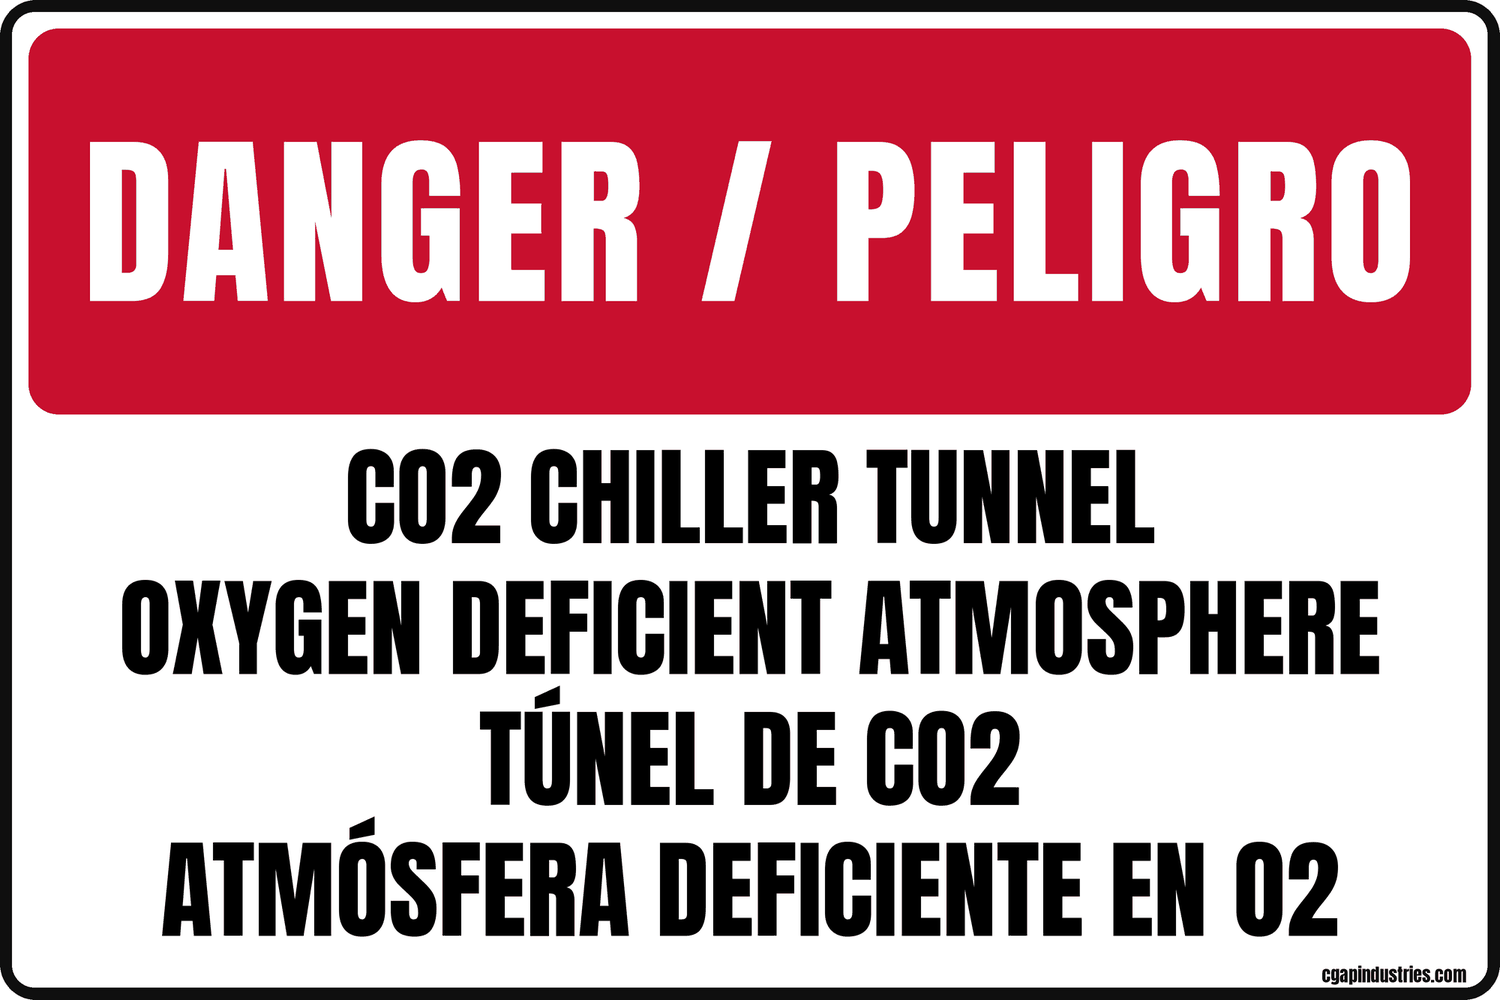 DANGER / PELIGRO
CO2 CHILLER TUNNEL
OXYGEN DEFICIENT ATMOSPHERE
TÚNEL DE CO2
ATMÓSFERA DEFICIENTE EN O2
cgapindustries.com